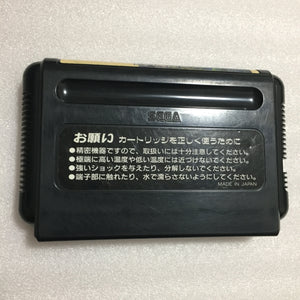 SEGA
お願い カートリッジを正しく使うために
●精密機器ですので、取扱いには十分注意してください。
●極端に高い温度や低い温度には近づけないでください。
●強いショックを与えたり、分解しないでください。
●端子部に触れたり、水で濡らさないようにしてください。
MADE IN JAPAN